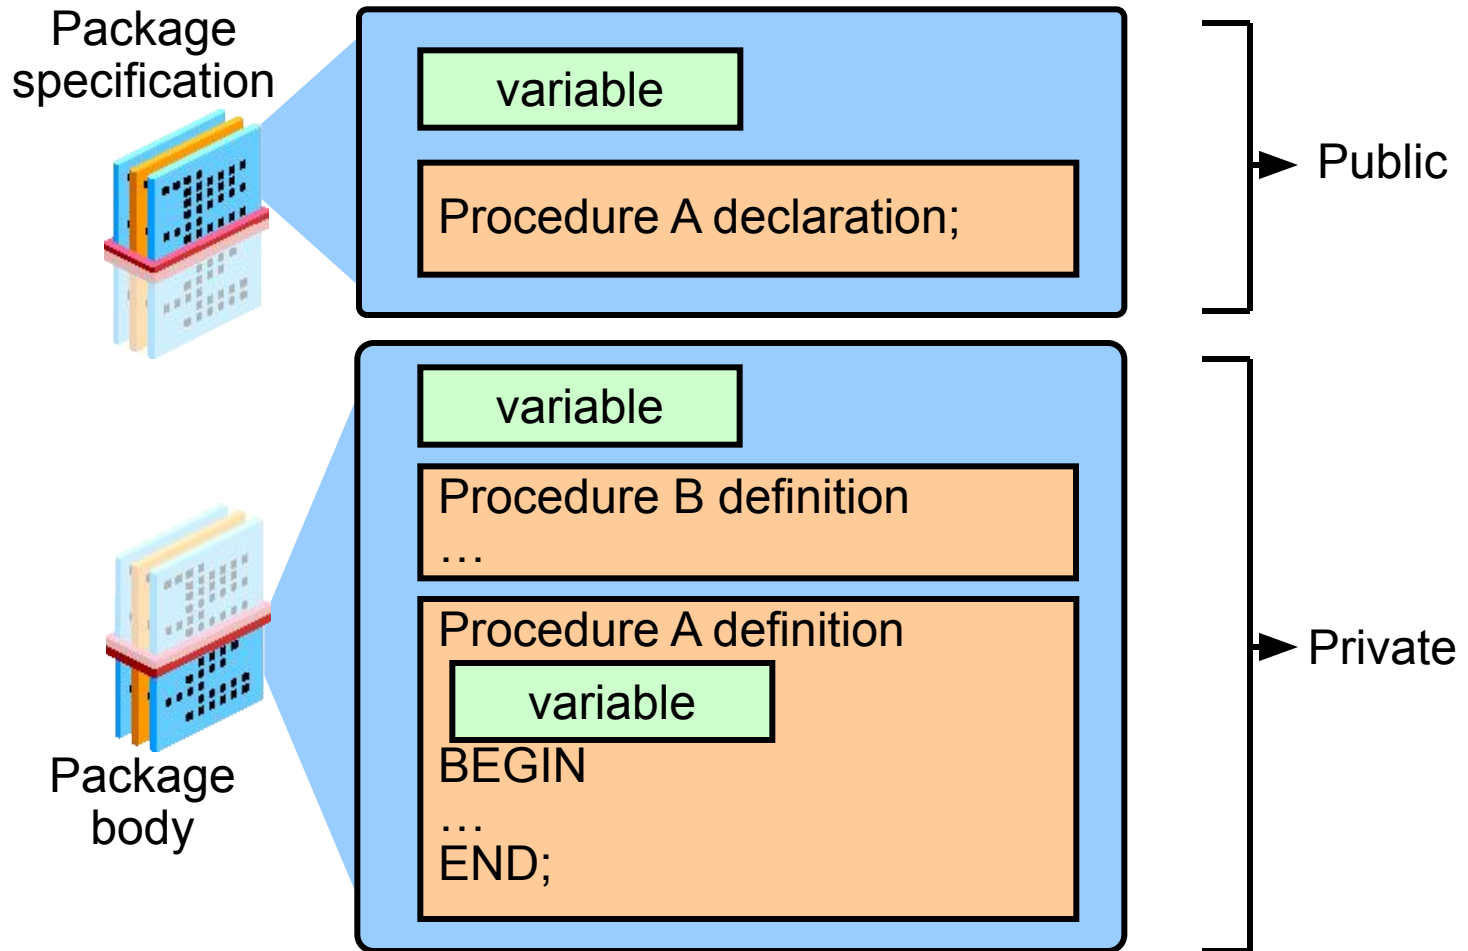 Package
specification
variable
Procedure A declaration;
Public
variable
Procedure B definition
…
Procedure A definition
variable
BEGIN
…
END;
Private
Package
body